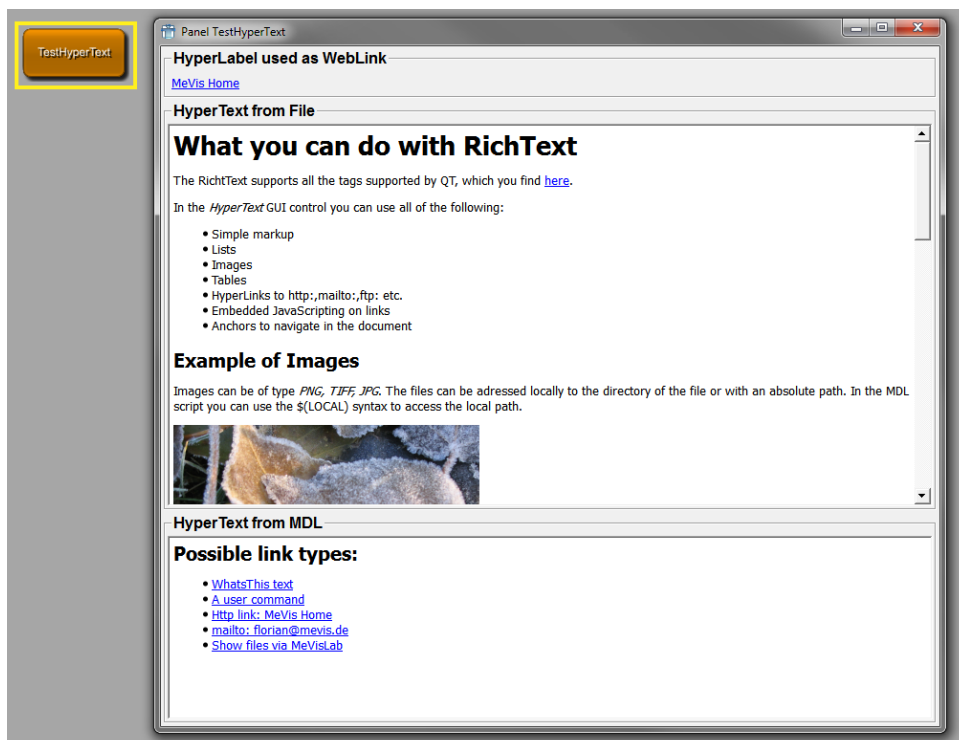 TestHyperText
Panel TestHyperText
HyperLabel used as WebLink
MeVis Home
HyperText from File
What you can do with RichText
The RichtText supports all the tags supported by QT, which you find here.
In the HyperText GUI control you can use all of the following:
• Simple markup
• Lists
• Images
• Tables
• HyperLinks to http:,mailto:,ftp: etc.
• Embedded JavaScripting on links
• Anchors to navigate in the document
Example of Images
Images can be of type PNG, TIFF, JPG. The files can be adressed locally to the directory of the file or with an absolute path. In the MDL
script you can use the $(LOCAL) syntax to access the local path.
HyperText from MDL
Possible link types:
• WhatsThis text
• A user command
• Http link: MeVis Home
• mailto: florian@mevis.de
• Show files via MeVisLab